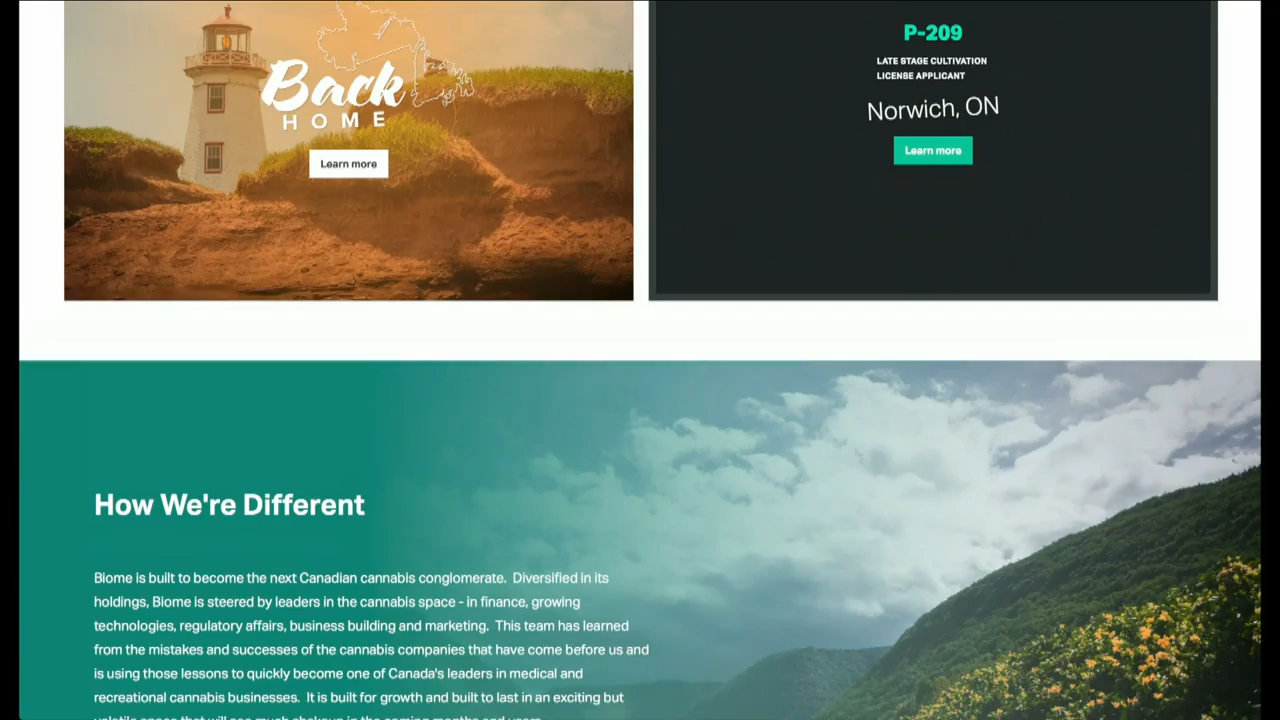 Back
HOME
Learn more
P-209
LATE STAGE CULTIVATION
LICENSE APPLICANT
Norwich, ON
Learn more
How We're Different
Biome is built to become the next Canadian cannabis conglomerate. Diversified in its
holdings, Biome is steered by leaders in the cannabis space - in finance, growing
technologies, regulatory affairs, business building and marketing. This team has learned
from the mistakes and successes of the cannabis companies that have come before us and
is using those lessons to quickly become one of Canada's leaders in medical and
recreational cannabis businesses. It is built for growth and built to last in an exciting but